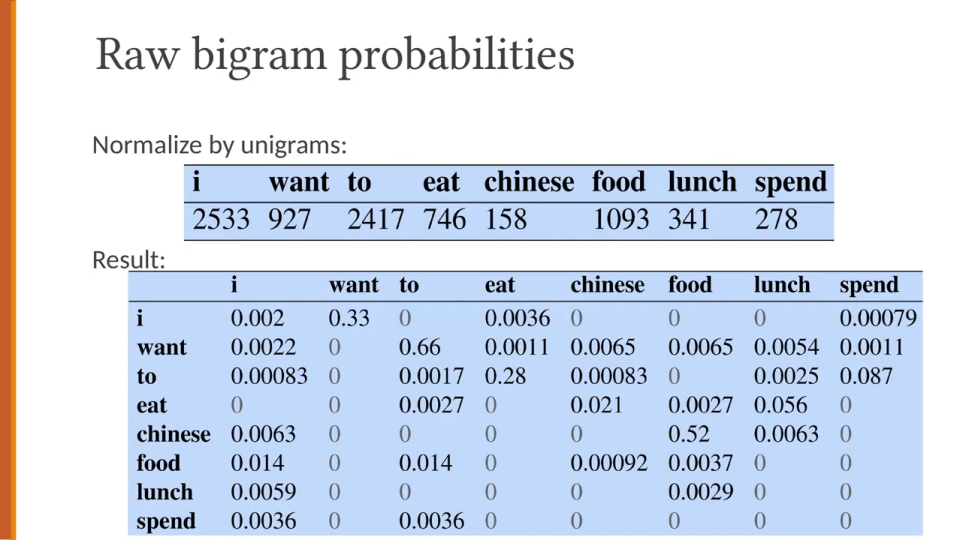 Raw bigram probabilities
Normalize by unigrams:
i want to eat chinese food lunch spend
2533 927 2417 746 158 1093 341 278
Result:
i want to eat chinese food lunch spend
i 0.002 0.33 0 0.0036 0 0 0 0.00079
want 0.0022 0 0.66 0.0011 0.0065 0.0065 0.0054 0.0011
to 0.00083 0 0.0017 0.28 0.00083 0 0.0025 0.087
eat 0 0 0.0027 0 0.021 0.0027 0.056 0
chinese 0.0063 0 0 0 0 0.52 0.0063 0
food 0.014 0 0.014 0 0.00092 0.0037 0 0
lunch 0.0059 0 0 0 0 0.0029 0 0
spend 0.0036 0 0.0036 0 0 0 0 0